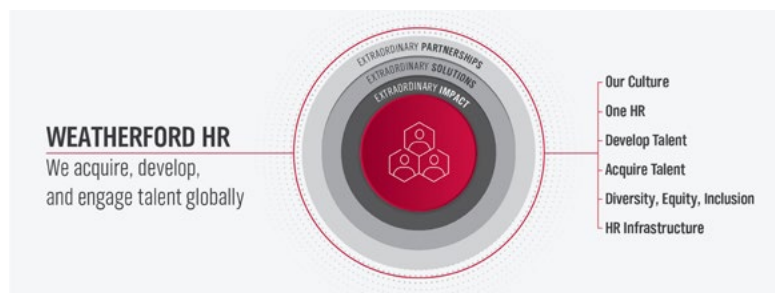 EXTRAORDINARY PARTNERSHIPS
EXTRAORDINARY SOLUTIONS
EXTRAORDINARY IMPACT
WEATHERFORD HR
We acquire, develop,
and engage talent globally
Our Culture
One HR
Develop Talent
Acquire Talent
Diversity, Equity, Inclusion
HR Infrastructure